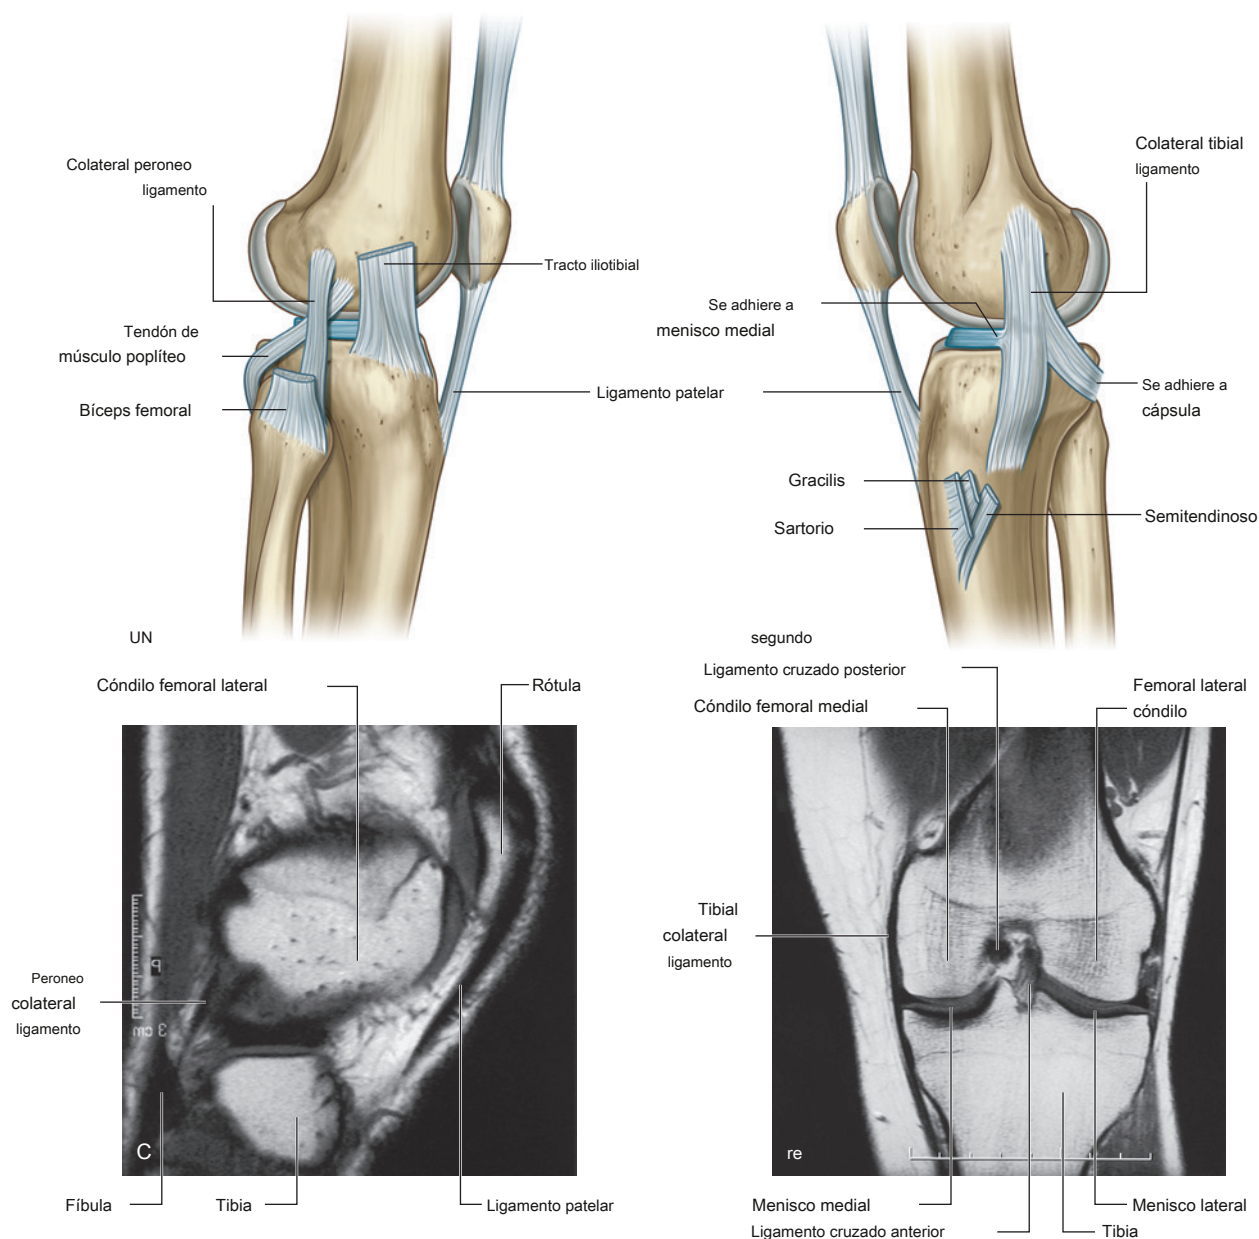 Colateral peroneo
ligamento
Tracto iliotibial
Tendón de
músculo poplíteo
Bíceps femoral
Ligamento patelar
Colateral tibial
ligamento
Se adhiere a
menisco medial
Se adhiere a
cápsula
Gracilis
Sartorio
Semitendinoso
UN
segundo
Cóndilo femoral lateral
Rótula
Peroneo
colateral
ligamento
P
3 cm
C
Fíbula
Tibia
Ligamento patelar
Ligamento cruzado posterior
Cóndilo femoral medial
Femoral lateral
cóndilo
Tibial
colateral
ligamento
re
Menisco medial
Menisco lateral
Ligamento cruzado anterior
Tibia